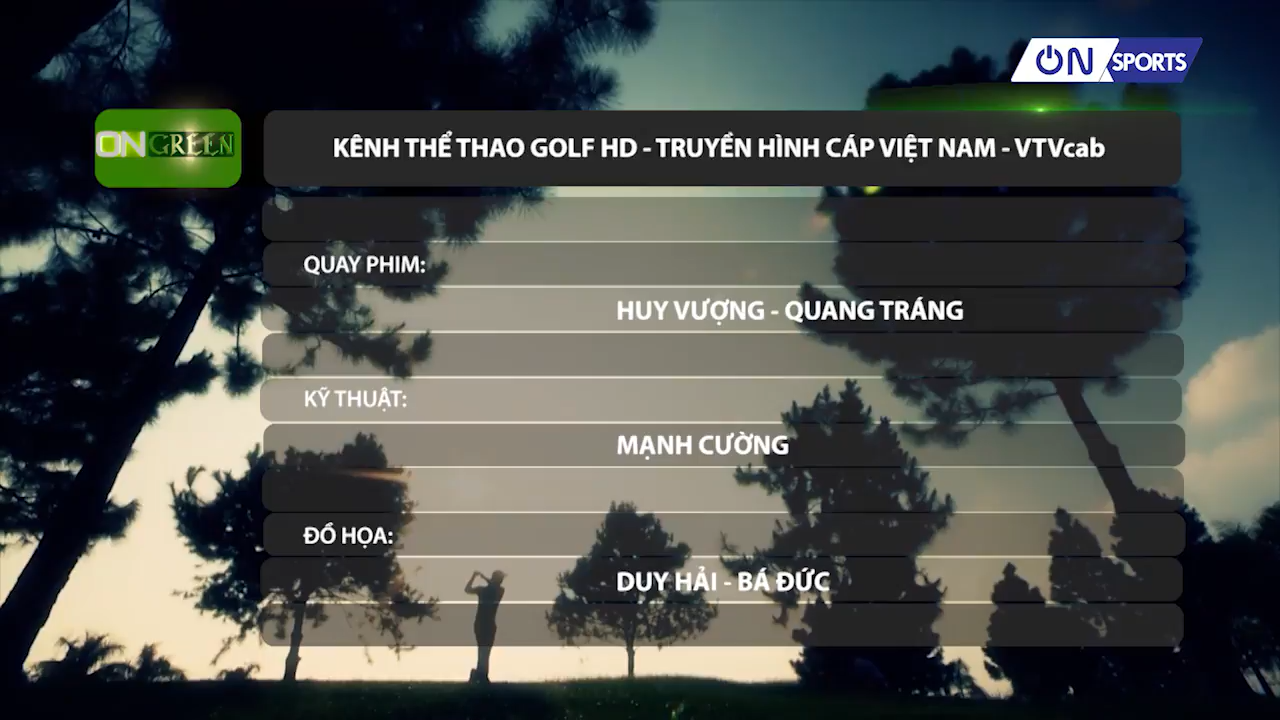 ON SPORTS
ON GREEN
KÊNH THỂ THAO GOLF HD - TRUYỀN HÌNH CÁP VIỆT NAM - VTVcab
QUAY PHIM:
HUY VƯỢNG - QUANG TRÁNG
KỸ THUẬT:
MẠNH CƯỜNG
ĐỒ HỌA:
DUY HẢI - BÁ ĐỨC